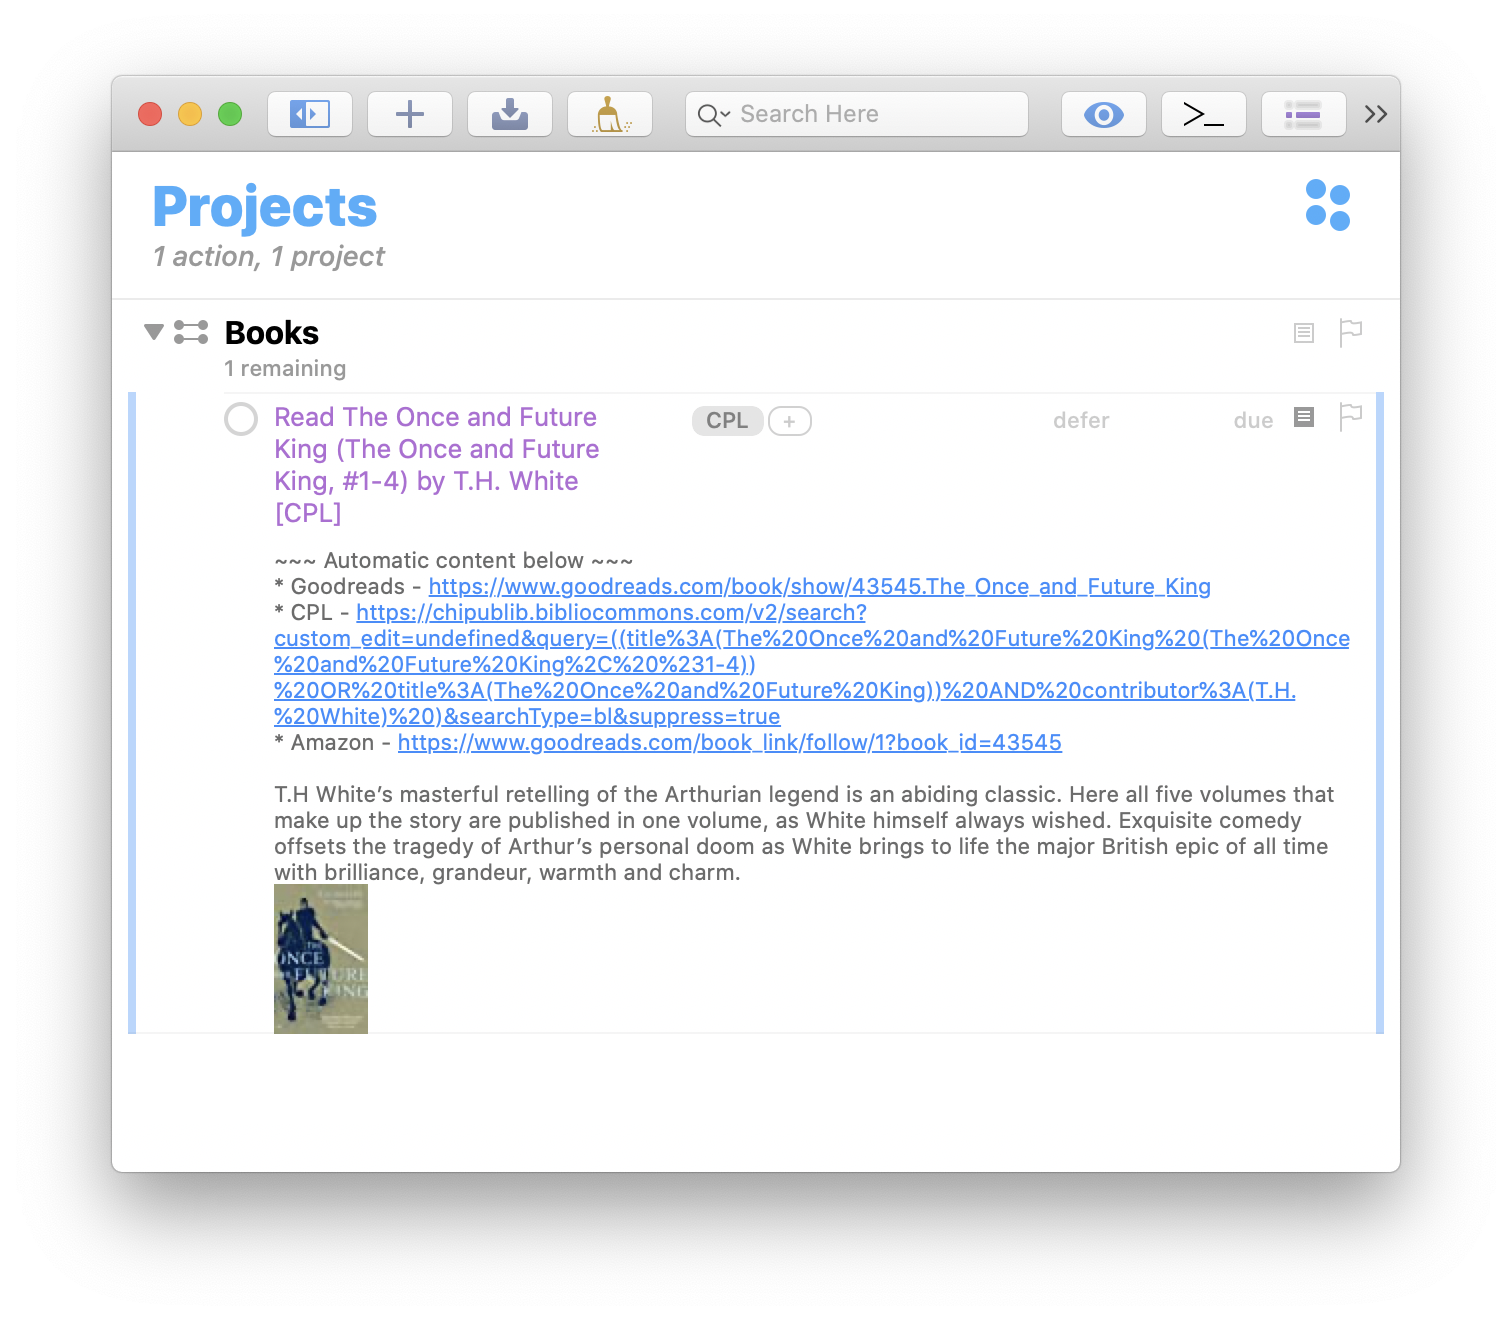 Search Here
>_
Projects
1 action, 1 project
Books
1 remaining
Read The Once and Future
King (The Once and Future
King, #1-4) by T.H. White
[CPL]
CPL
+
defer
due
~~~ Automatic content below ~~~
* Goodreads - https://www.goodreads.com/book/show/43545.The_Once_and_Future_King
* CPL - https://chipublib.bibliocommons.com/v2/search?
custom_edit=undefined&query=((title%3A(The%20Once%20and%20Future%20King%20(The%20Once
%20and%20Future%20King%2C%20%231-4))
%20OR%20title%3A(The%20Once%20and%20Future%20King))%20AND%20contributor%3A(T.H.
%20White)%20)&searchType=bl&suppress=true
* Amazon - https://www.goodreads.com/book_link/follow/1?book_id=43545
T.H White’s masterful retelling of the Arthurian legend is an abiding classic. Here all five volumes that
make up the story are published in one volume, as White himself always wished. Exquisite comedy
offsets the tragedy of Arthur’s personal doom as White brings to life the major British epic of all time
with brilliance, grandeur, warmth and charm.
THE
ONCE
FUTURE
KING